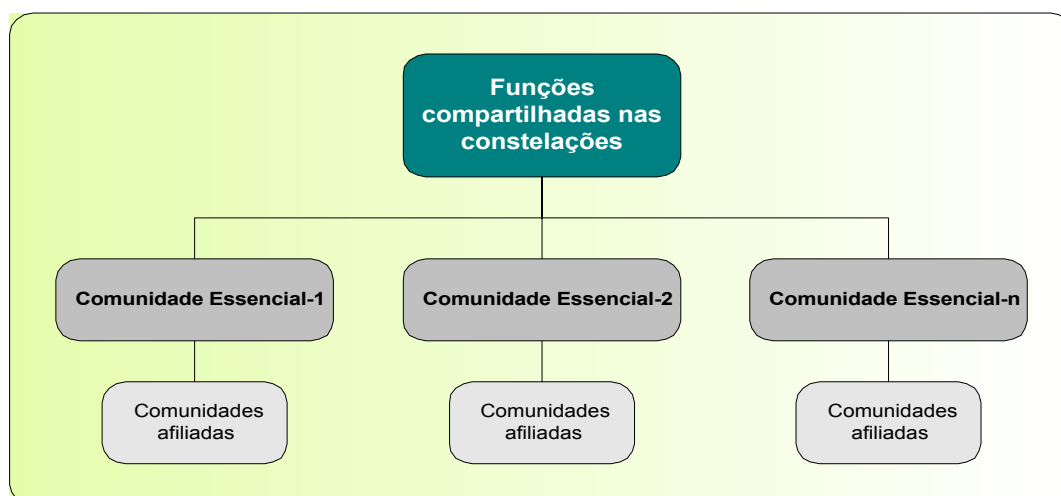 Funções
compartilhadas nas
constelações
Comunidade Essencial-1
Comunidade Essencial-2
Comunidade Essencial-n
Comunidades
afiliadas
Comunidades
afiliadas
Comunidades
afiliadas